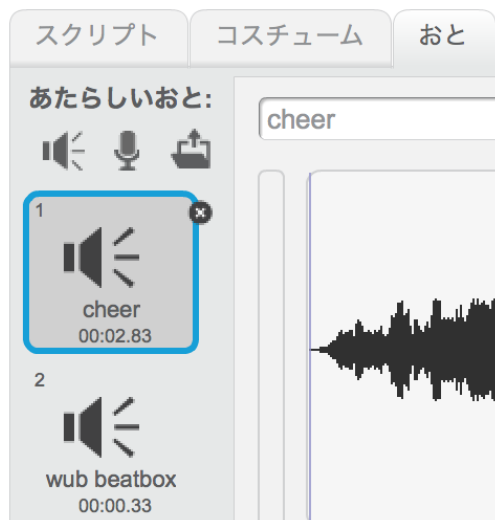 スクリプト
コスチューム
おと
あたらしいおと:
cheer
1
cheer
00:02.83
2
wub beatbox
00:00.33